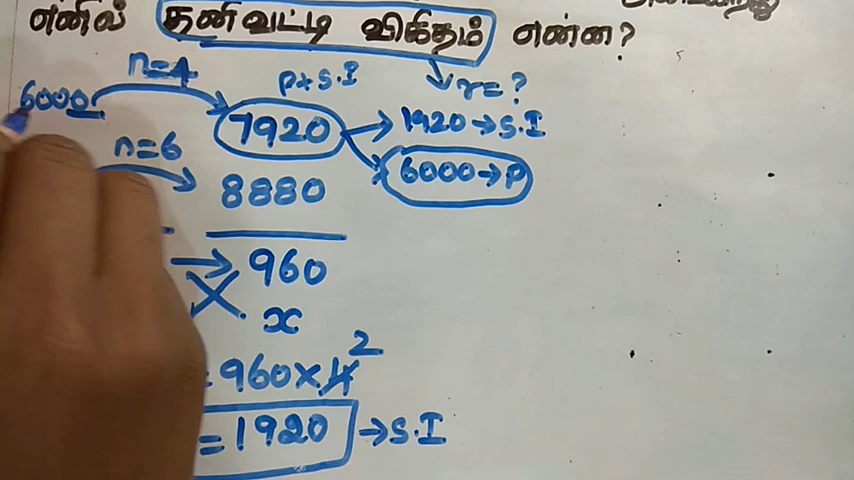 எனில் தனிவட்டி விகிதம் என்ன?
n=4 P+S.I r=?
6000 7920 → 1920 → S.I
n=6 6000 → P
8880
→ 960
x
= 960×4 2
= 1920 → S.I